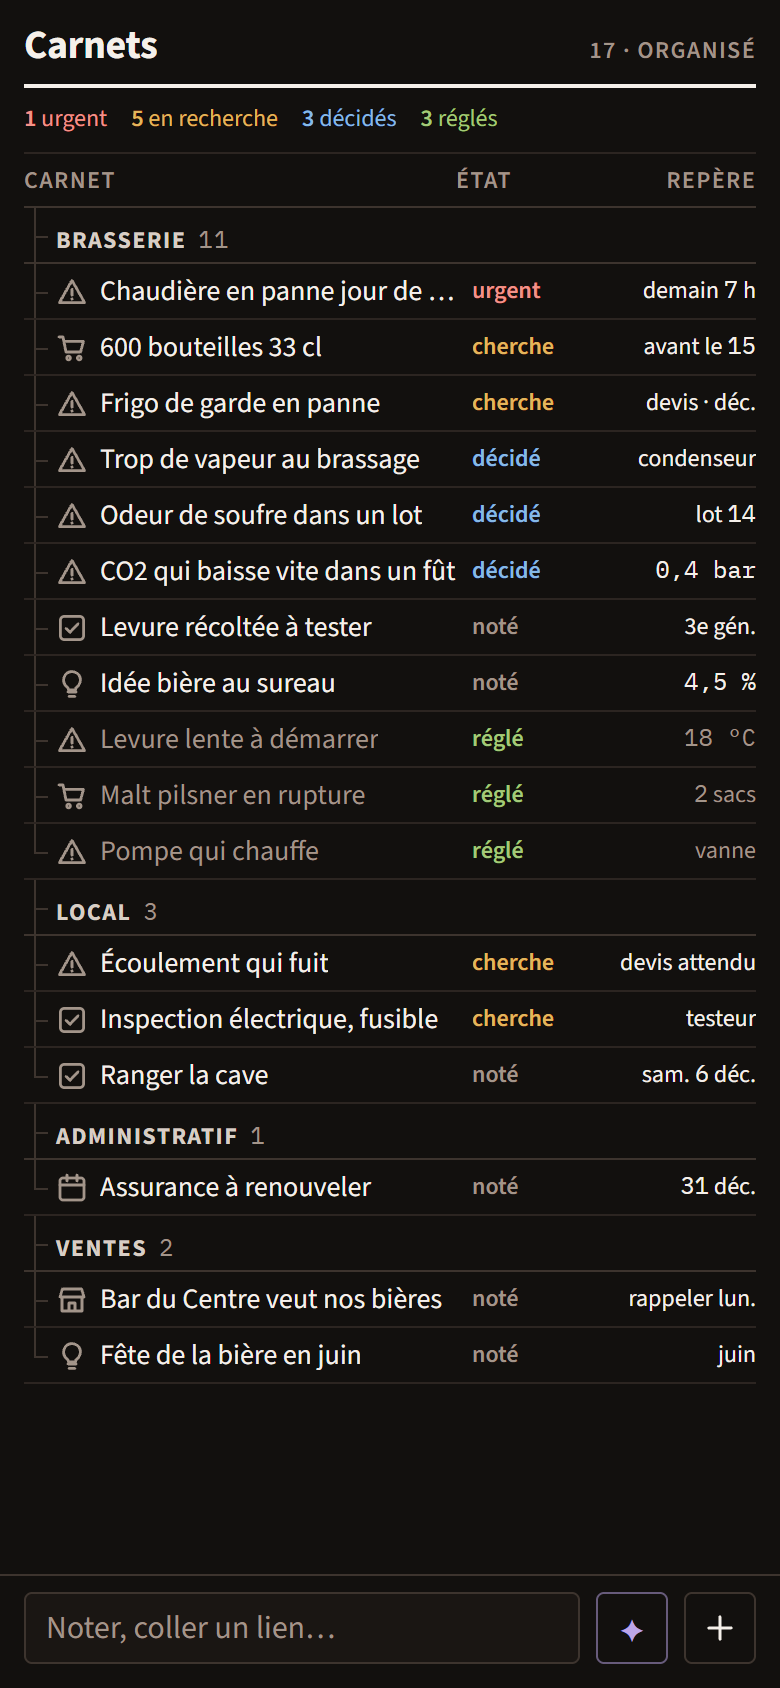 Carnets
17 · ORGANISÉ
1 urgent 5 en recherche 3 décidés 3 réglés
CARNET ÉTAT REPÈRE
BRASSERIE 11
Chaudière en panne jour de … urgent demain 7 h
600 bouteilles 33 cl cherche avant le 15
Frigo de garde en panne cherche devis · déc.
Trop de vapeur au brassage décidé condenseur
Odeur de soufre dans un lot décidé lot 14
CO2 qui baisse vite dans un fût décidé 0,4 bar
Levure récoltée à tester noté 3e gén.
Idée bière au sureau noté 4,5 %
Levure lente à démarrer réglé 18 °C
Malt pilsner en rupture réglé 2 sacs
Pompe qui chauffe réglé vanne
LOCAL 3
Écoulement qui fuit cherche devis attendu
Inspection électrique, fusible cherche testeur
Ranger la cave noté sam. 6 déc.
ADMINISTRATIF 1
Assurance à renouveler noté 31 déc.
VENTES 2
Bar du Centre veut nos bières noté rappeler lun.
Fête de la bière en juin noté juin
Noter, coller un lien…